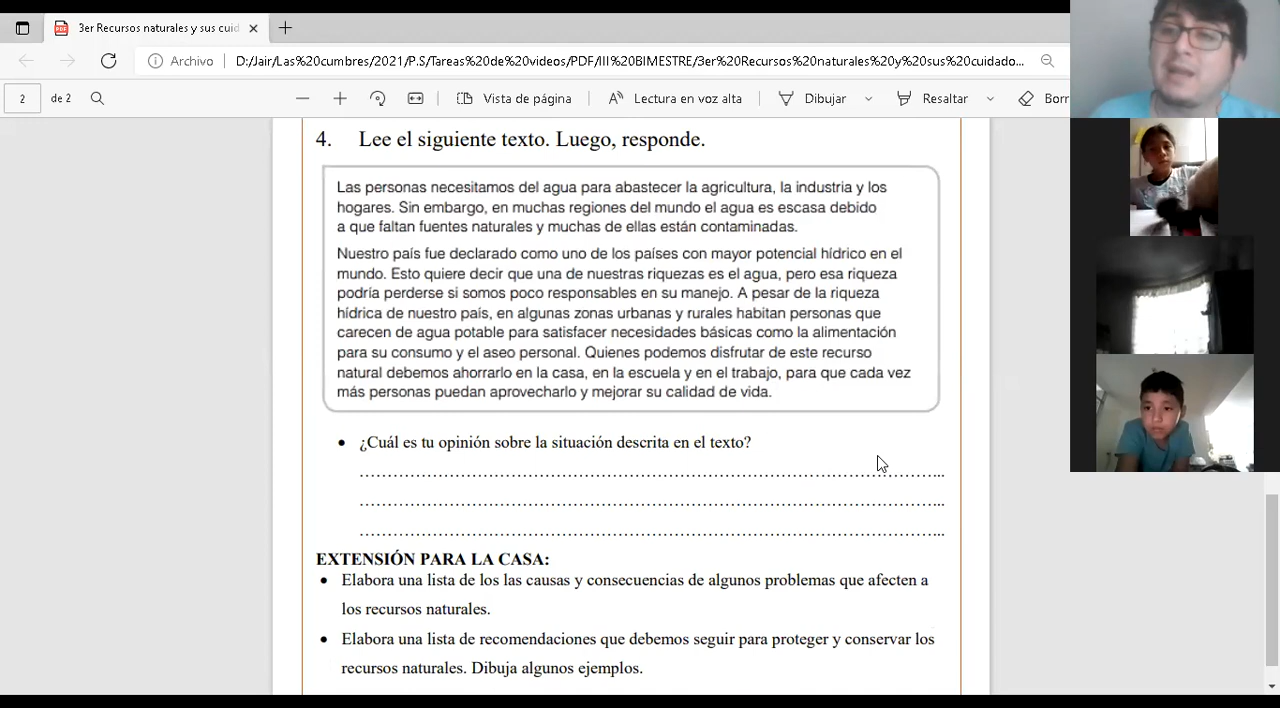 3er Recursos naturales y sus cuid
Archivo
D:/Jair/Las%20cumbres/2021/P.S/Tareas%20de%20videos/PDF/III%20BIMESTRE/3er%20Recursos%20naturales%20y%20sus%20cuidado...
2 de 2
Vista de página
Lectura en voz alta
Dibujar
Resaltar
Borr
4. Lee el siguiente texto. Luego, responde.
Las personas necesitamos del agua para abastecer la agricultura, la industria y los
hogares. Sin embargo, en muchas regiones del mundo el agua es escasa debido
a que faltan fuentes naturales y muchas de ellas están contaminadas.
Nuestro país fue declarado como uno de los países con mayor potencial hídrico en el
mundo. Esto quiere decir que una de nuestras riquezas es el agua, pero esa riqueza
podría perderse si somos poco responsables en su manejo. A pesar de la riqueza
hídrica de nuestro país, en algunas zonas urbanas y rurales habitan personas que
carecen de agua potable para satisfacer necesidades básicas como la alimentación
para su consumo y el aseo personal. Quienes podemos disfrutar de este recurso
natural debemos ahorrarlo en la casa, en la escuela y en el trabajo, para que cada vez
más personas puedan aprovecharlo y mejorar su calidad de vida.
• ¿Cuál es tu opinión sobre la situación descrita en el texto?
EXTENSIÓN PARA LA CASA:
• Elabora una lista de los las causas y consecuencias de algunos problemas que afecten a
los recursos naturales.
• Elabora una lista de recomendaciones que debemos seguir para proteger y conservar los
recursos naturales. Dibuja algunos ejemplos.